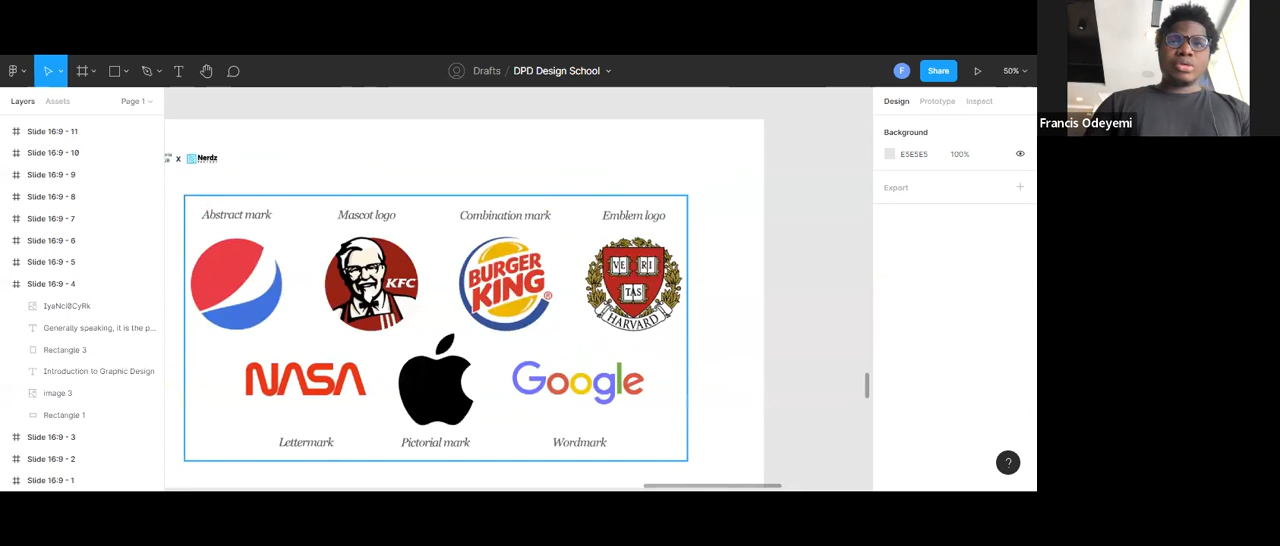 Drafts / DPD Design School
F
Share
50%
Layers
Assets
Page 1
Slide 16:9 - 11
Slide 16:9 - 10
Slide 16:9 - 9
Slide 16:9 - 8
Slide 16:9 - 7
Slide 16:9 - 6
Slide 16:9 - 5
Slide 16:9 - 4
Generally speaking, it is the p...
Rectangle 3
Introduction to Graphic Design
image 3
Rectangle 1
Slide 16:9 - 3
Slide 16:9 - 2
Slide 16:9 - 1
X Nerdz
Abstract mark
Mascot logo
Combination mark
Emblem logo
KFC
BURGER
KING®
VE RI
TAS
HARVARD
NASA
Google
Lettermark
Pictorial mark
Wordmark
Design
Prototype
Inspect
Background
E5E5E5
100%
Export
?
Francis Odeyemi